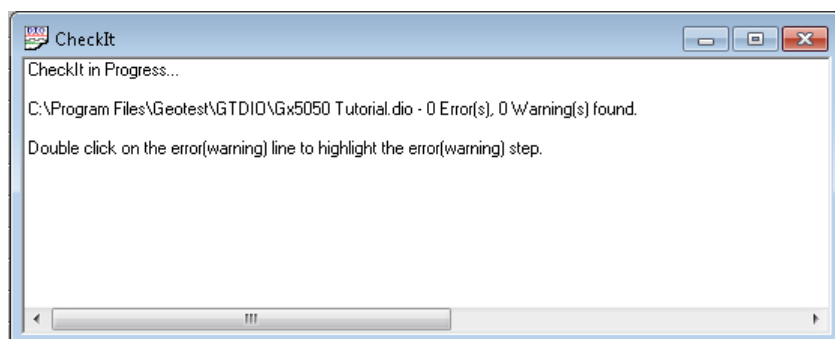 CheckIt
CheckIt in Progress...
C:\Program Files\Geotest\GTDIO\Gx5050 Tutorial.dio - 0 Error(s), 0 Warning(s) found.
Double click on the error(warning) line to highlight the error(warning) step.